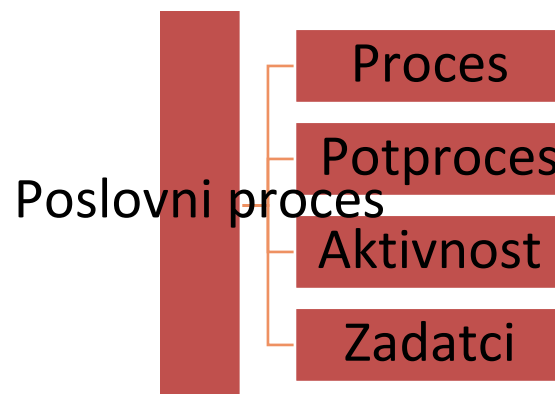 Poslovni proces
Proces
Potproces
Aktivnost
Zadatci